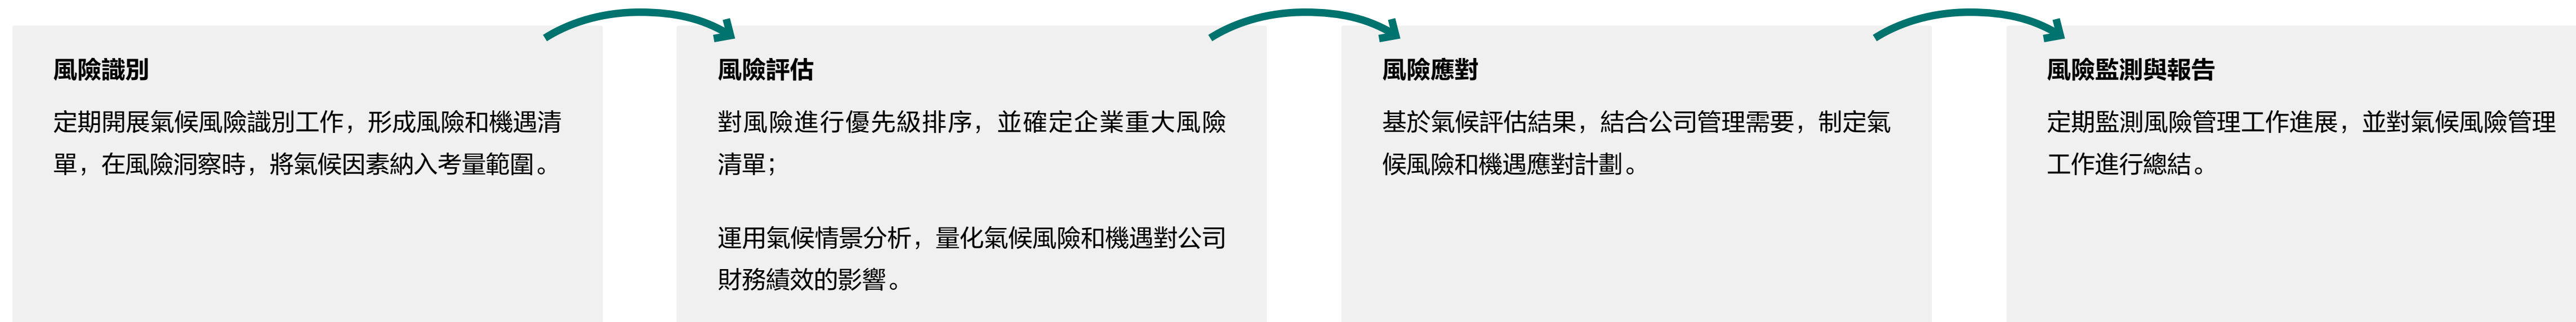 風險識別
定期開展氣候風險識別工作，形成風險和機遇清
單，在風險洞察時，將氣候因素納入考量範圍。
風險評估
對風險進行優先級排序，並確定企業重大風險
清單；
運用氣候情景分析，量化氣候風險和機遇對公司
財務績效的影響。
風險應對
基於氣候評估結果，結合公司管理需要，制定氣
候風險和機遇應對計劃。
風險監測與報告
定期監測風險管理工作進展，並對氣候風險管理
工作進行總結。